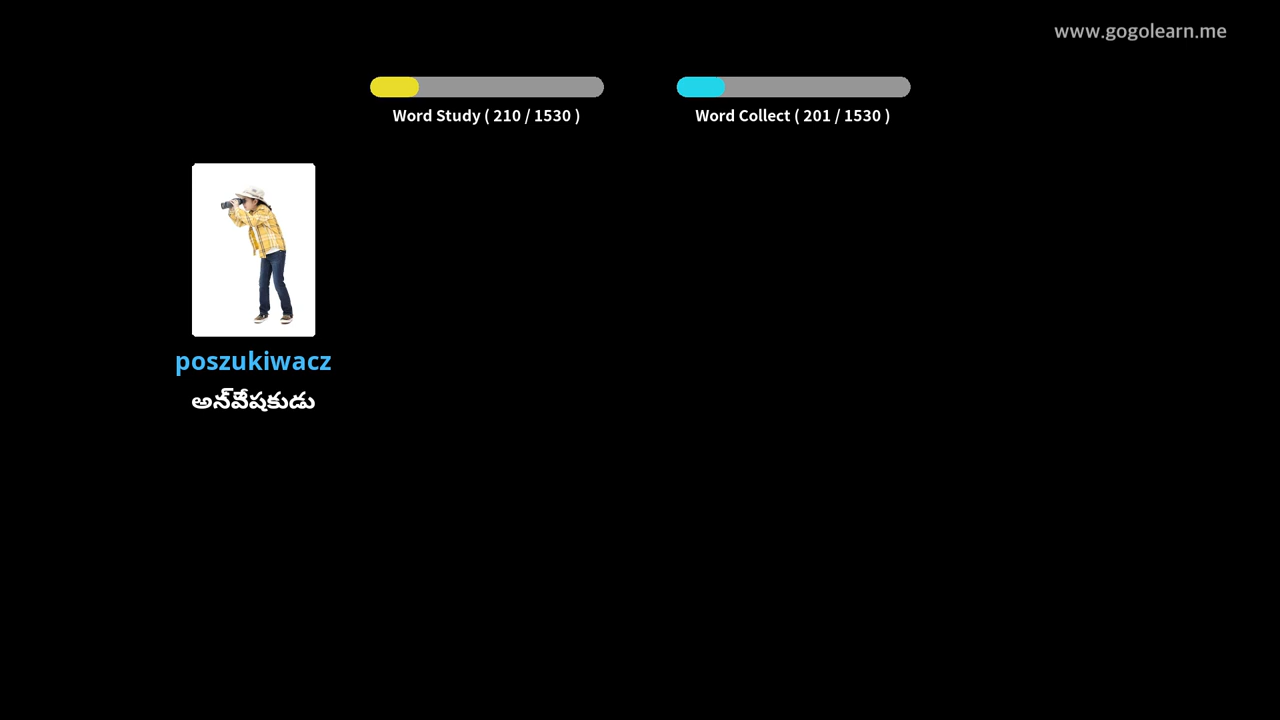 www.gogolearn.me
Word Study ( 210 / 1530 )
Word Collect ( 201 / 1530 )
poszukiwacz
అన్వేషకుడు